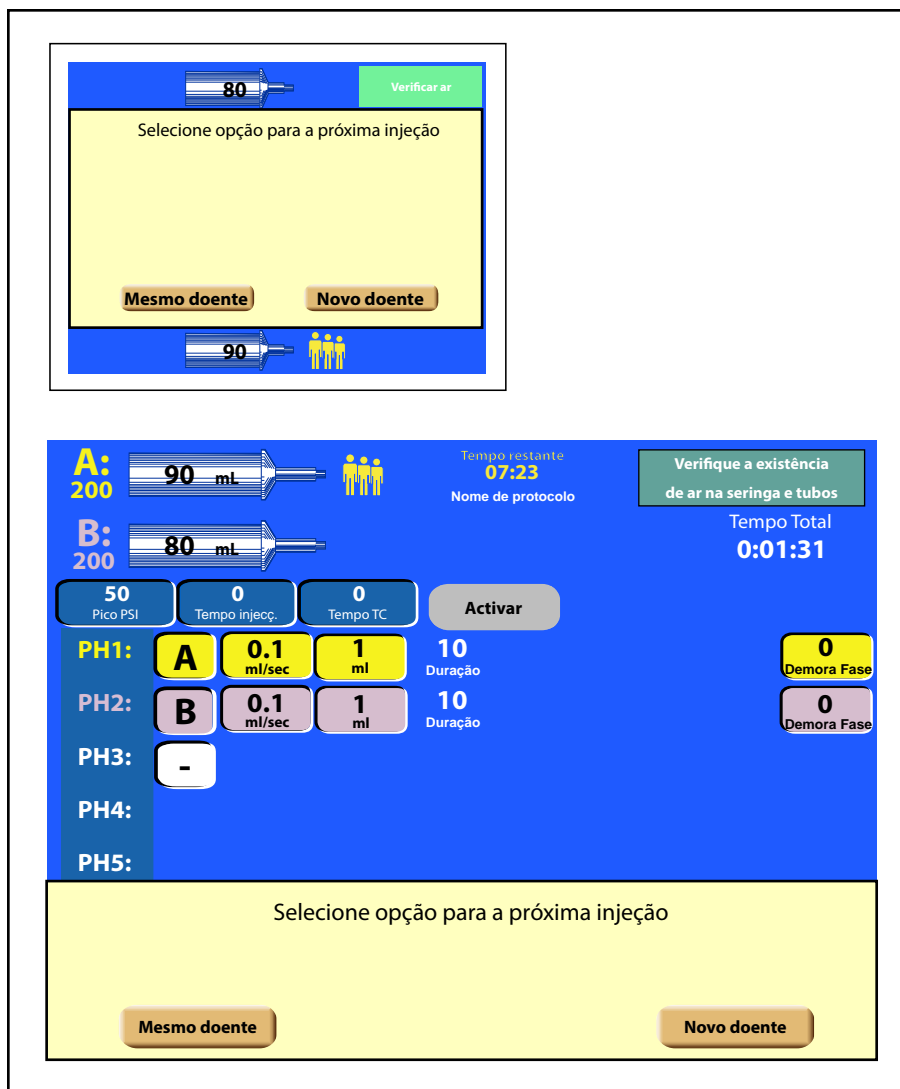 80
Verificar ar
Selecione opção para a próxima injeção
Mesmo doente Novo doente
90
A:
200
90 mL
Tempo restante
07:23
Nome de protocolo
Verifique a existência
de ar na seringa e tubos
B:
200
80 mL
Tempo Total
0:01:31
50
Pico PSI
0
Tempo injecç.
0
Tempo TC
Activar
PH1:
A
0.1
ml/sec
1
ml
10
Duração
0
Demora Fase
PH2:
B
0.1
ml/sec
1
ml
10
Duração
0
Demora Fase
PH3:
-
PH4:
PH5:
Selecione opção para a próxima injeção
Mesmo doente Novo doente